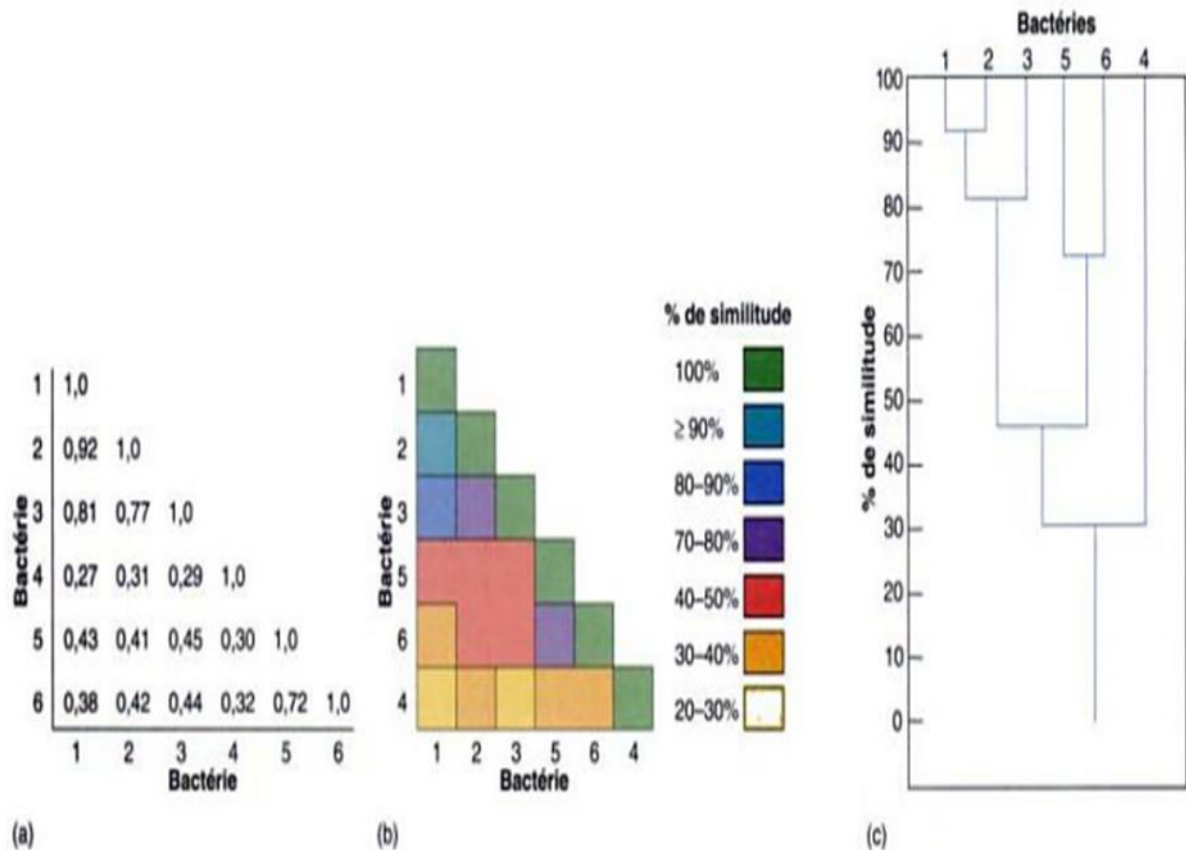 Bactérie
1 1,0
2 0,92 1,0
3 0,81 0,77 1,0
4 0,27 0,31 0,29 1,0
5 0,43 0,41 0,45 0,30 1,0
6 0,38 0,42 0,44 0,32 0,72 1,0
1 2 3 4 5 6
Bactérie
(a)
Bactérie
1
2
3
5
6
4
1 2 3 5 6 4
Bactérie
(b)
% de similitude
100%
≥ 90%
80–90%
70–80%
40–50%
30–40%
20–30%
Bactéries
1 2 3 5 6 4
% de similitude
100
90
80
70
60
50
40
30
20
10
0
(c)